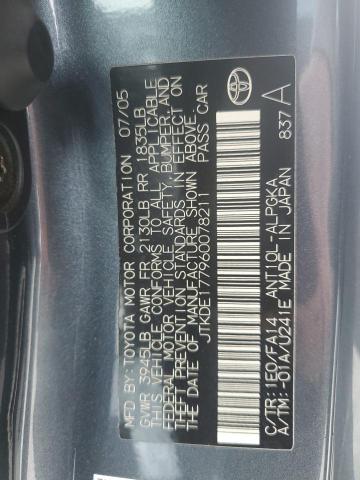 MFD. BY: TOYOTA MOTOR CORPORATION 07/05
GVWR 3945LB GAWR FR 2130LB RR 1835LB
THIS VEHICLE CONFORMS TO ALL APPLICABLE
FEDERAL MOTOR VEHICLE SAFETY, BUMPER, AND
THEFT PREVENTION STANDARDS IN EFFECT ON
THE DATE OF MANUFACTURE SHOWN ABOVE.
JTKDE177960078211 PASS CAR
C/TR:1E0/FA14 ANT10L-ALPGKA
A/TM:-01A/U241E MADE IN JAPAN 837
A